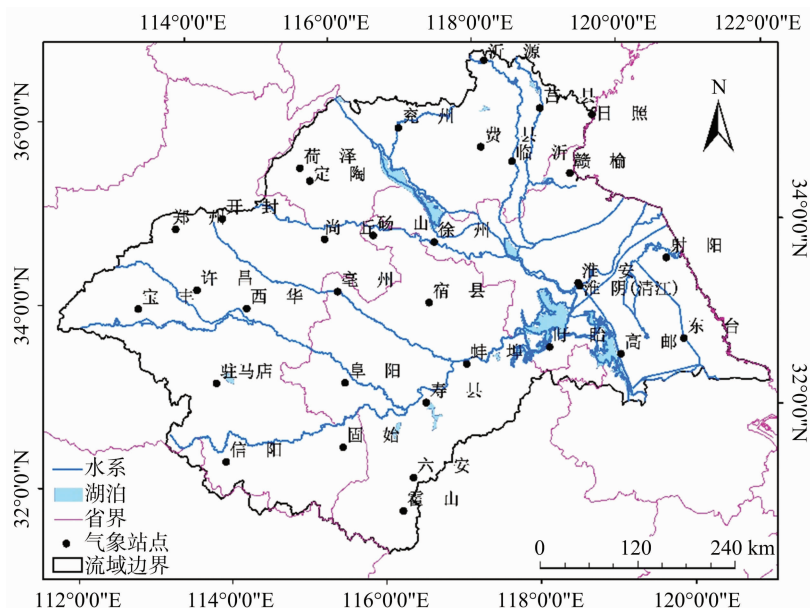 114°0'0"E 116°0'0"E 118°0'0"E 120°0'0"E 122°0'0"E
沂源
N
36°0'0"N
莒县
日照
兖州
费县
临沂
赣榆
菏泽
定陶
34°0'0"N
郑州
开封
商丘
砀山
徐州
射阳
许昌
亳州
宿县
淮安
淮阴(清江)
34°0'0"N
宝丰
西华
盱眙
高邮
东台
蚌埠
驻马店
阜阳
寿县
32°0'0"N
固始
信阳
六安
霍山
32°0'0"N
水系
湖泊
省界
气象站点
流域边界
0 120 240 km
112°0'0"E 114°0'0"E 116°0'0"E 118°0'0"E 120°0'0"E